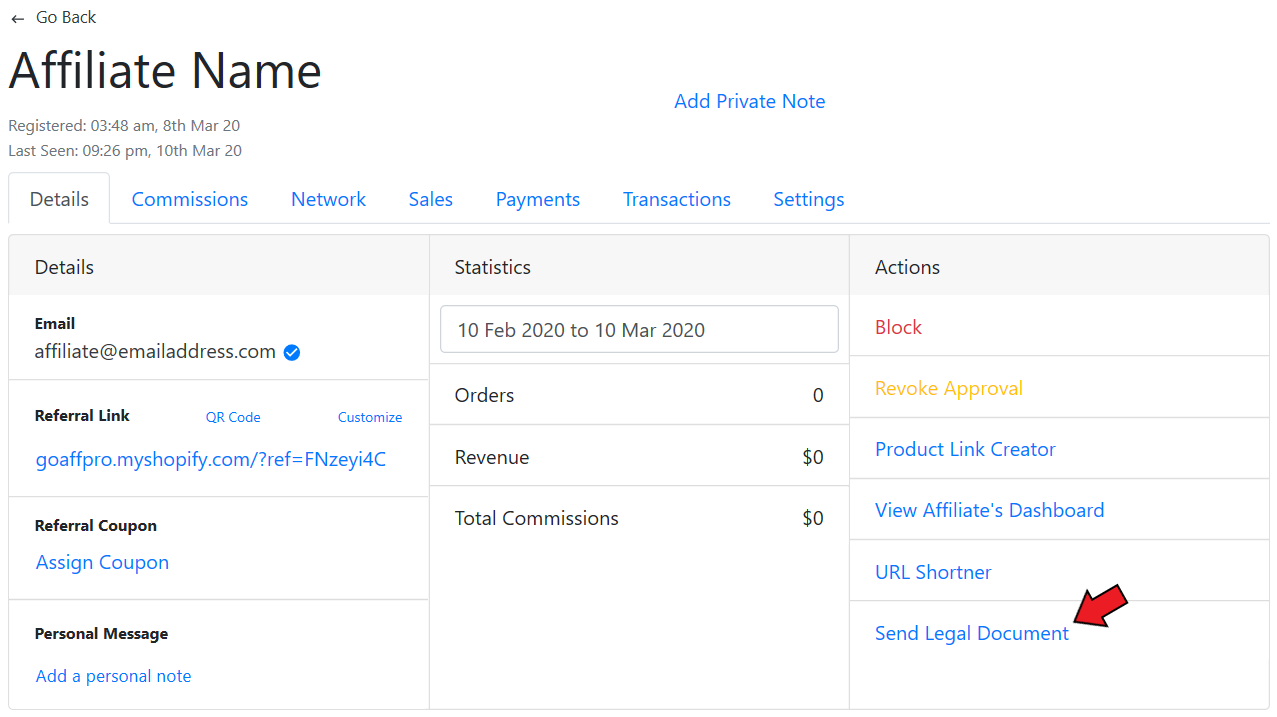 ← Go Back
Affiliate Name
Add Private Note
Registered: 03:48 am, 8th Mar 20
Last Seen: 09:26 pm, 10th Mar 20
Details Commissions Network Sales Payments Transactions Settings
Details
Email
affiliate@emailaddress.com
Referral Link QR Code Customize
goaffpro.myshopify.com/?ref=FNzeyi4C
Referral Coupon
Assign Coupon
Personal Message
Add a personal note
Statistics
10 Feb 2020 to 10 Mar 2020
Orders 0
Revenue $0
Total Commissions $0
Actions
Block
Revoke Approval
Product Link Creator
View Affiliate's Dashboard
URL Shortner
Send Legal Document